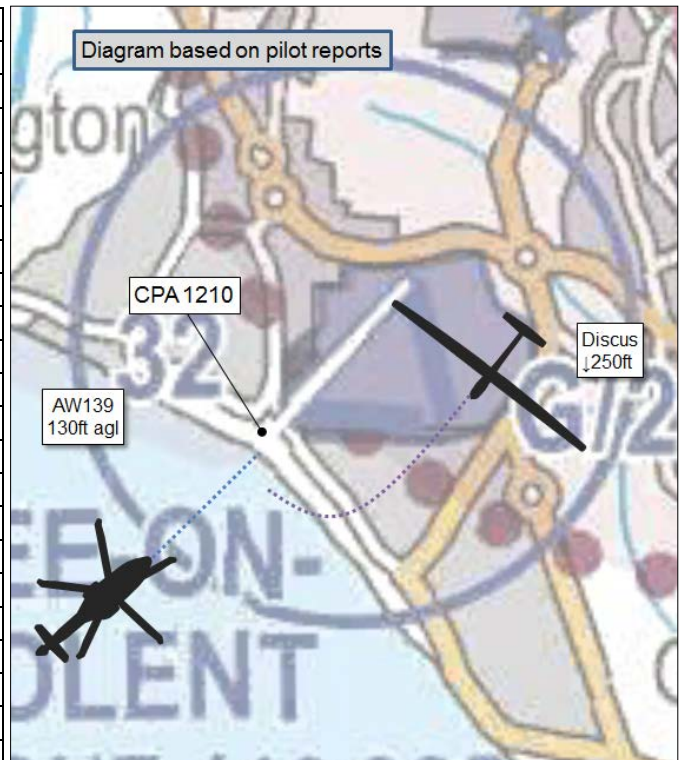 Diagram based on pilot reports
gton
CPA 1210
32
Discus
↓250ft
AW139
130ft agl
G/2
EE-ON-
OLENT